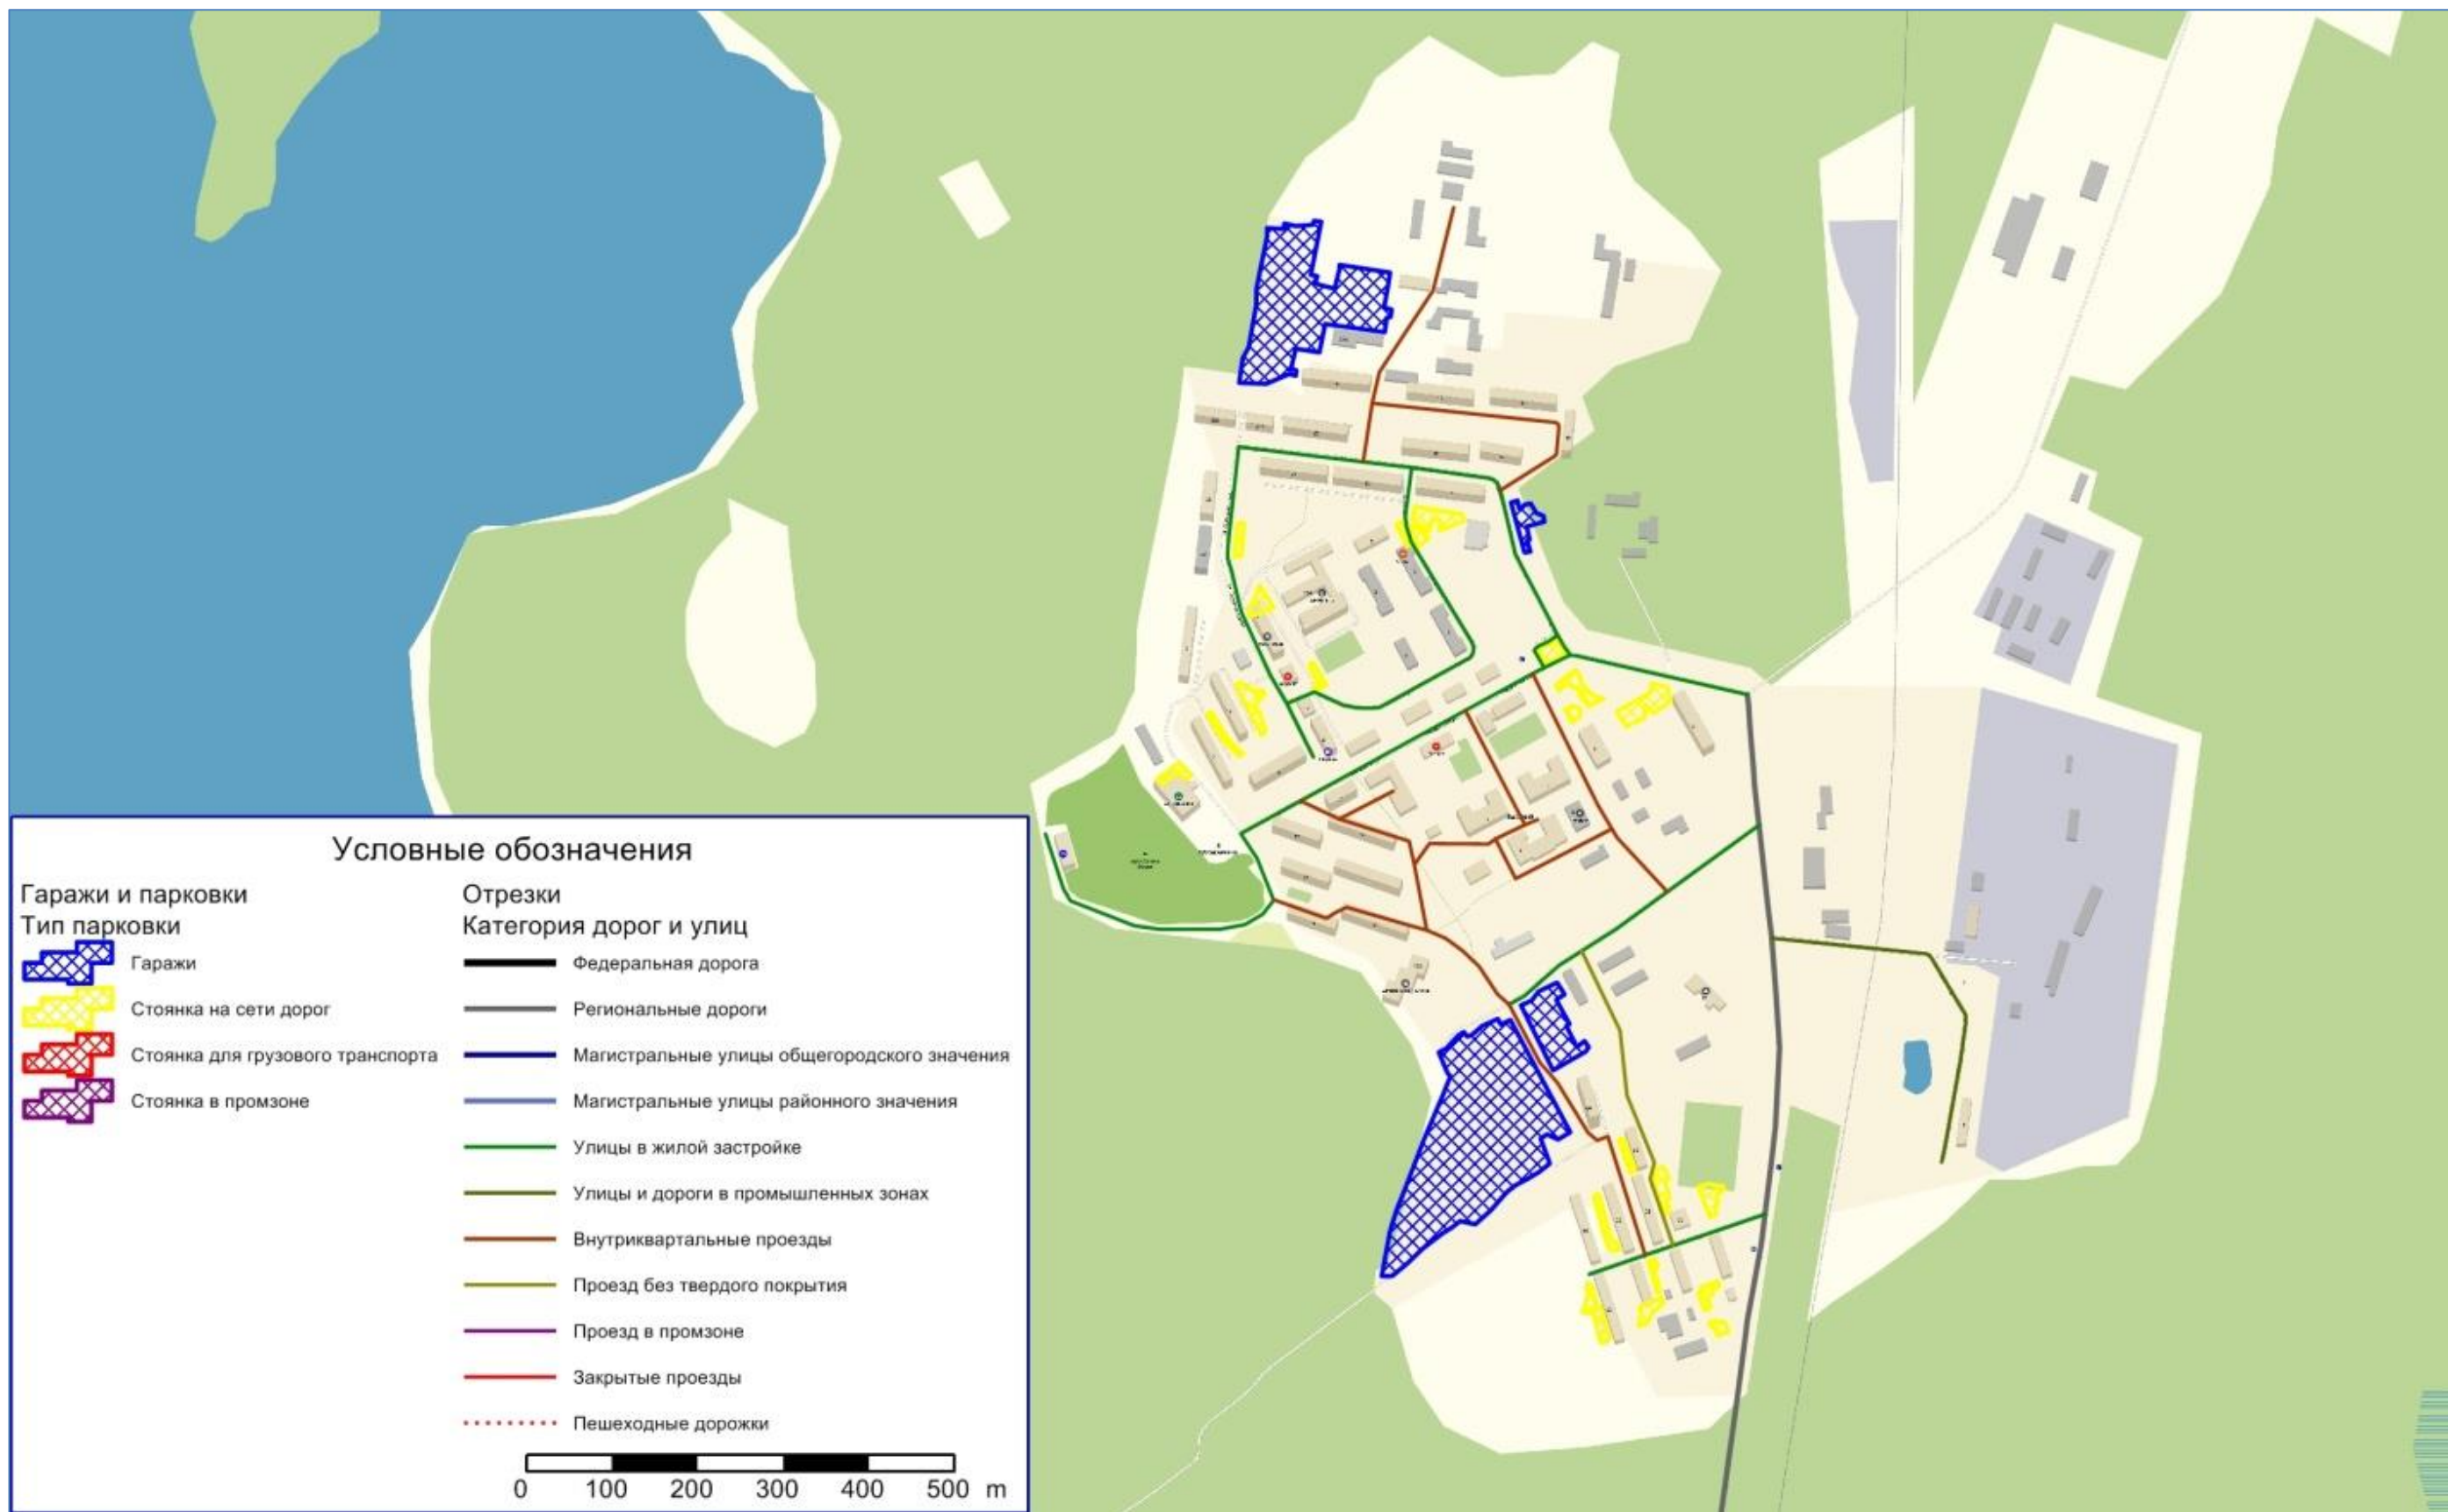 Условные обозначения
Гаражи и парковки
Тип парковки
Гаражи
Стоянка на сети дорог
Стоянка для грузового транспорта
Стоянка в промзоне
Отрезки
Категория дорог и улиц
Федеральная дорога
Региональные дороги
Магистральные улицы общегородского значения
Магистральные улицы районного значения
Улицы в жилой застройке
Улицы и дороги в промышленных зонах
Внутриквартальные проезды
Проезд без твердого покрытия
Проезд в промзоне
Закрытые проезды
Пешеходные дорожки
0 100 200 300 400 500 m